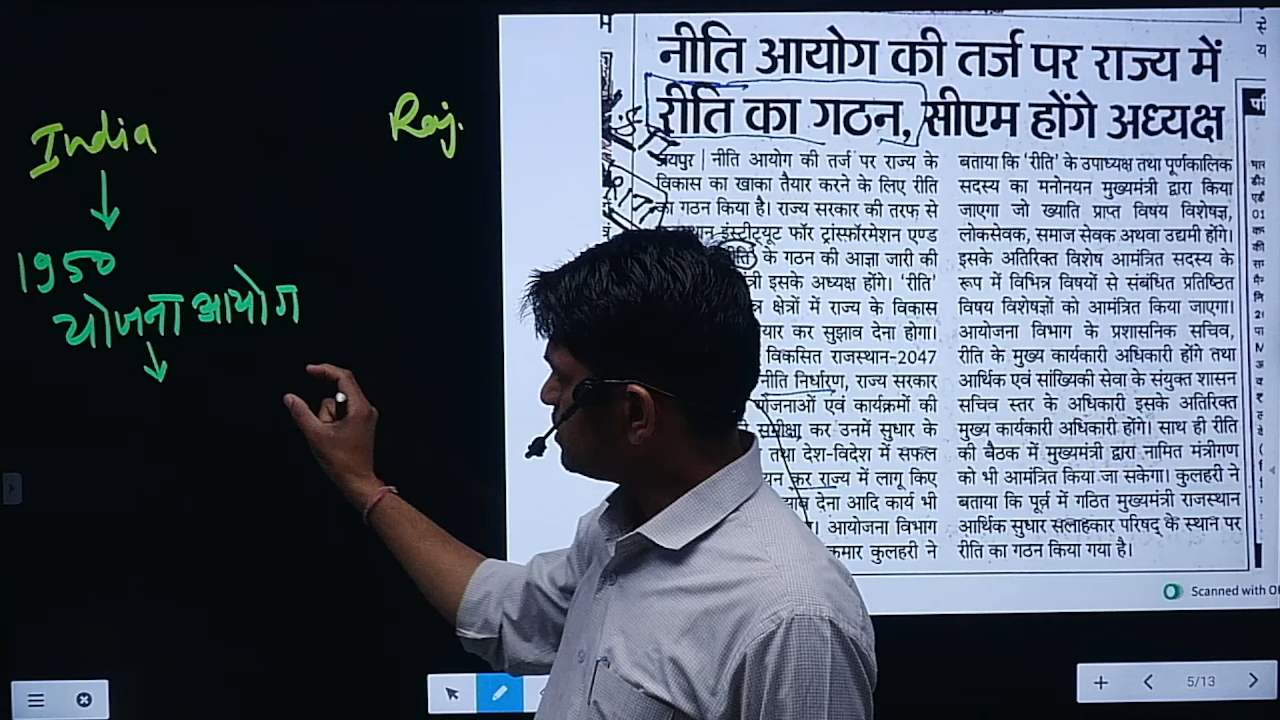 नीति आयोग की तर्ज पर राज्य में
रीति का गठन, सीएम होंगे अध्यक्ष
India
Raj.
1950
योजना आयोग
जयपुर | नीति आयोग की तर्ज पर राज्य के
विकास का खाका तैयार करने के लिए रीति
का गठन किया है। राज्य सरकार की तरफ से
इंस्टीट्यूट फॉर ट्रांस्फॉरमेशन एण्ड
के गठन की आज्ञा जारी की
इसके अध्यक्ष होंगे। 'रीति'
क्षेत्रों में राज्य के विकास
कर सुझाव देना होगा।
विकसित राजस्थान-2047
नीति निर्धारण, राज्य सरकार
एवं कार्यक्रमों की
समीक्षा कर उनमें सुधार के
तथा देश-विदेश में सफल
कर राज्य में लागू किए
देना आदि कार्य भी
आयोजना विभाग
कुमार कुलहरी ने
बताया कि 'रीति' के उपाध्यक्ष तथा पूर्णकालिक
सदस्य का मनोनयन मुख्यमंत्री द्वारा किया
जाएगा जो ख्याति प्राप्त विषय विशेषज्ञ,
लोकसेवक, समाज सेवक अथवा उद्यमी होंगे।
इसके अतिरिक्त विशेष आमंत्रित सदस्य के
रूप में विभिन्न विषयों से संबंधित प्रतिष्ठित
विषय विशेषज्ञों को आमंत्रित किया जाएगा।
आयोजना विभाग के प्रशासनिक सचिव,
रीति के मुख्य कार्यकारी अधिकारी होंगे तथा
आर्थिक एवं सांख्यिकी सेवा के संयुक्त शासन
सचिव स्तर के अधिकारी इसके अतिरिक्त
मुख्य कार्यकारी अधिकारी होंगे। साथ ही रीति
की बैठक में मुख्यमंत्री द्वारा नामित मंत्रीगण
को भी आमंत्रित किया जा सकेगा। कुलहरी ने
बताया कि पूर्व में गठित मुख्यमंत्री राजस्थान
आर्थिक सुधार सलाहकार परिषद् के स्थान पर
रीति का गठन किया गया है।
Scanned with
5/13